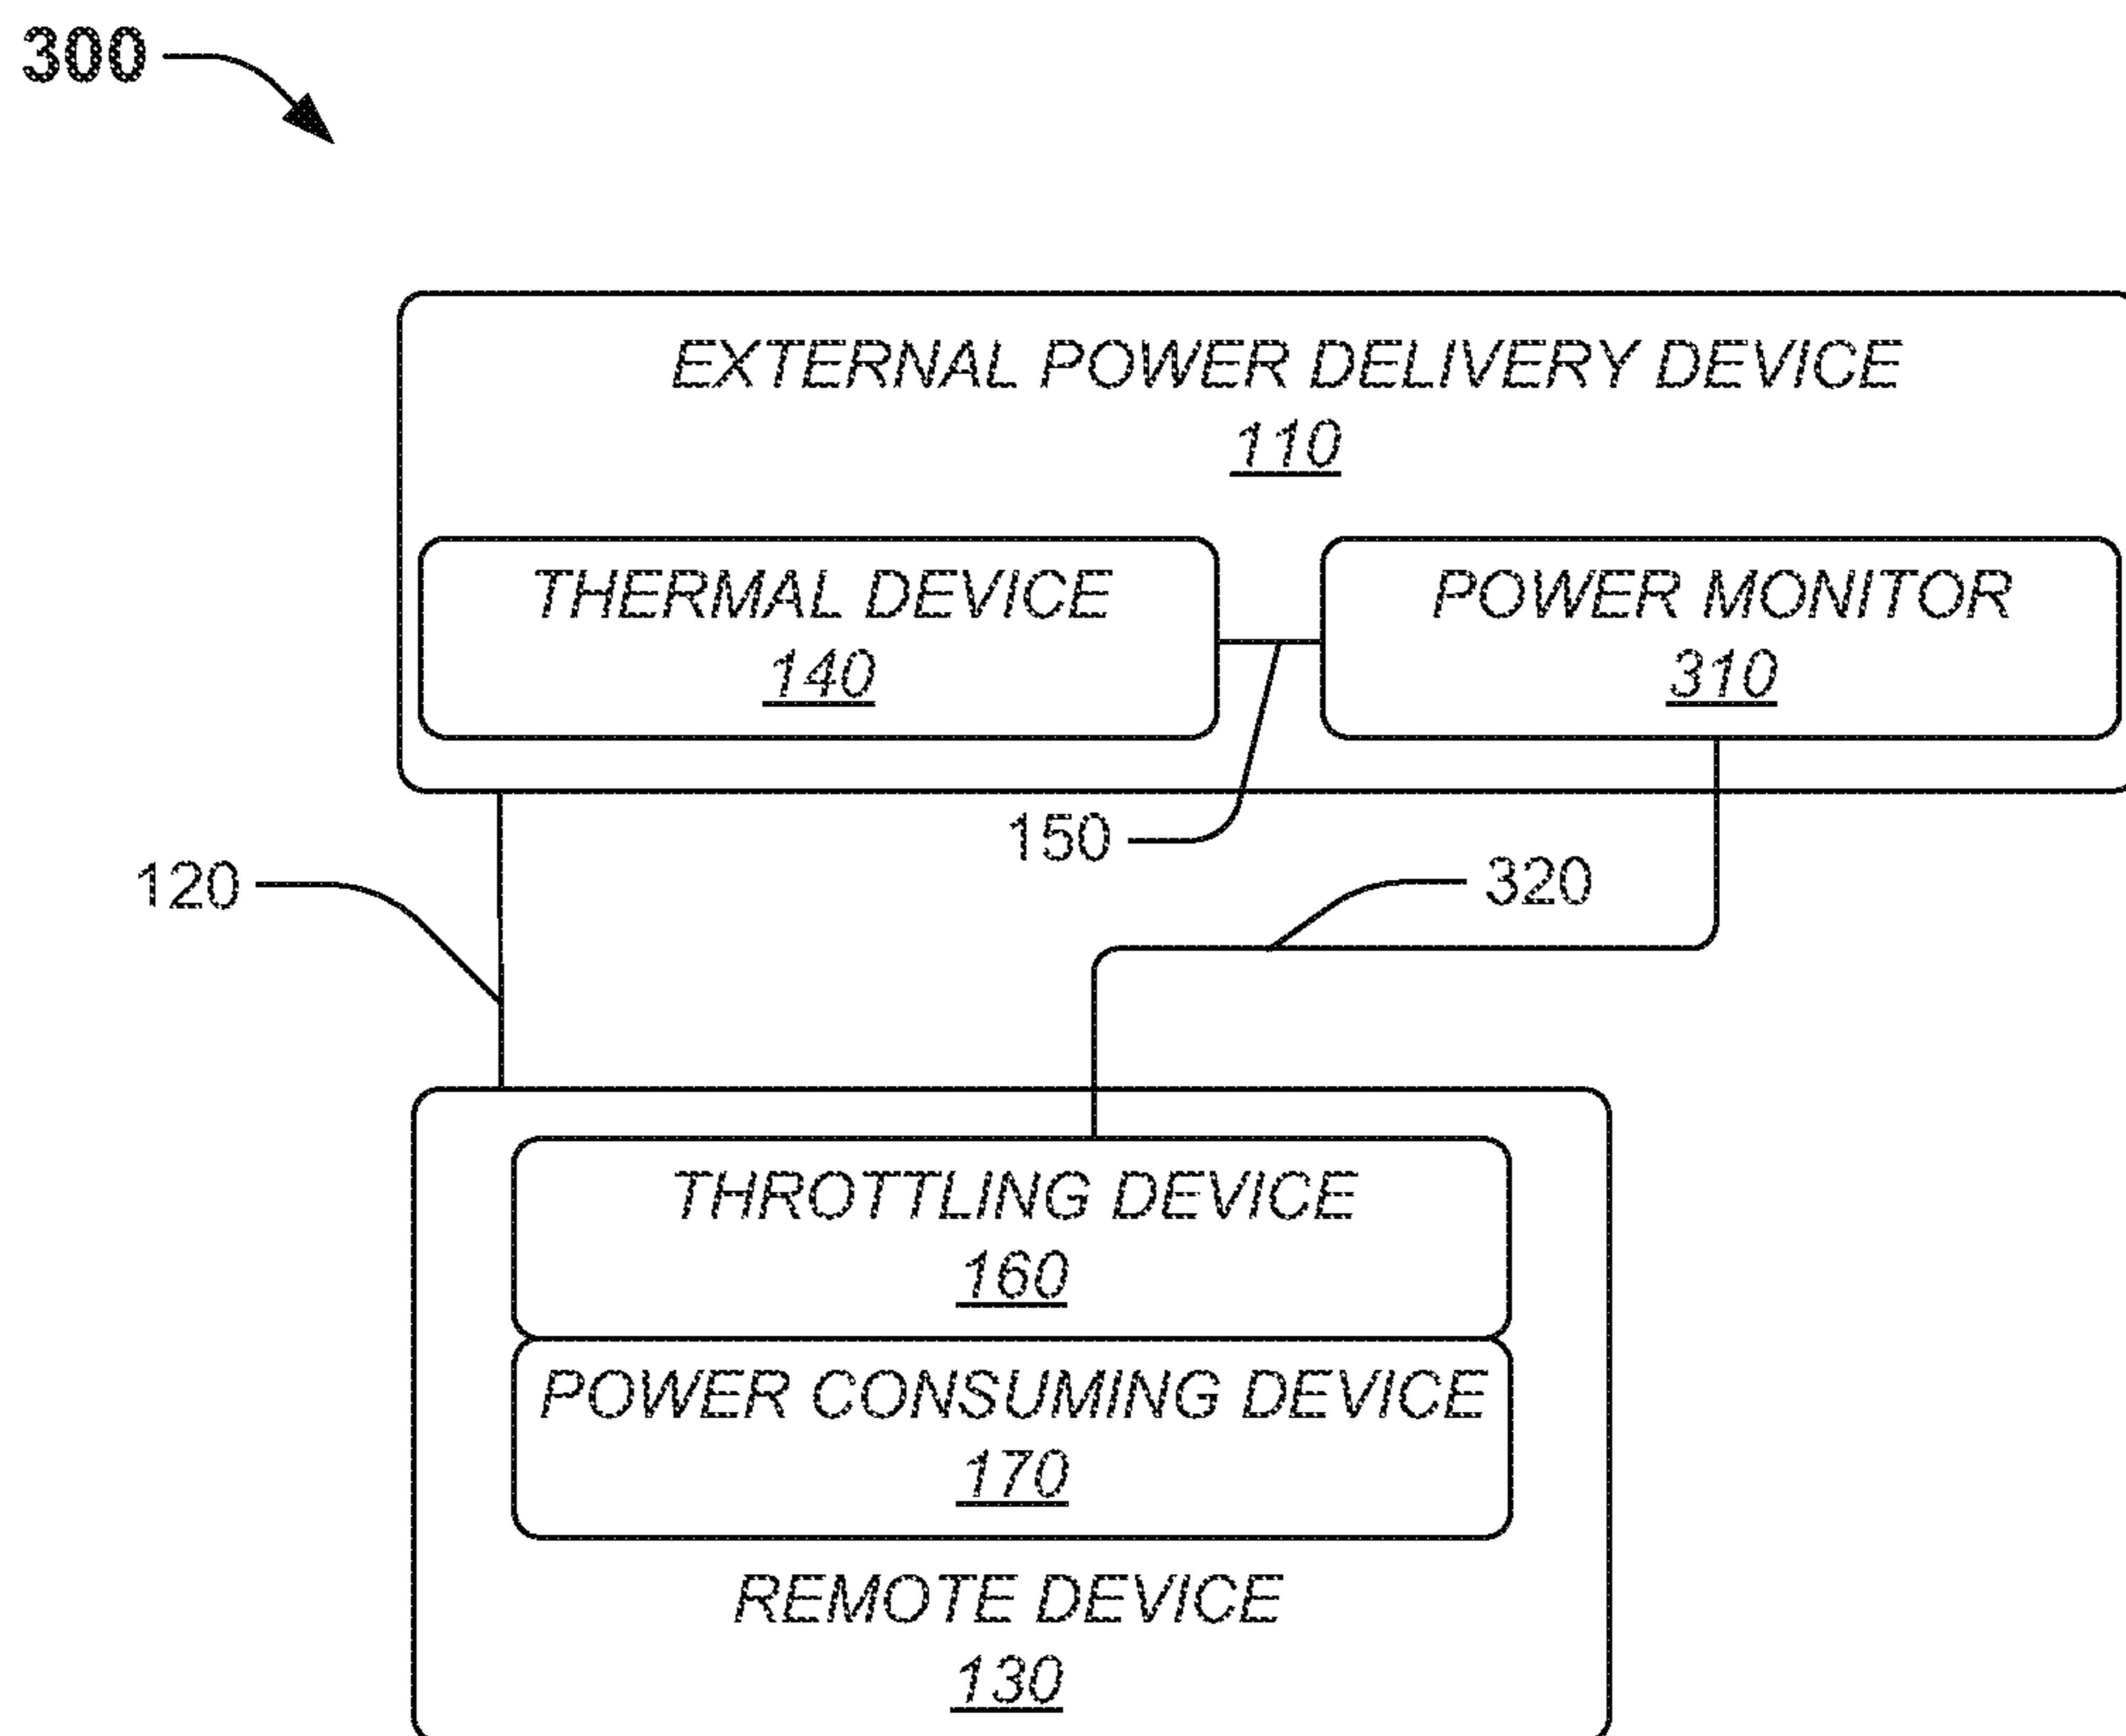 300
EXTERNAL POWER DELIVERY DEVICE
110
THERMAL DEVICE
140
POWER MONITOR
310
150
120
320
THROTTLING DEVICE
160
POWER CONSUMING DEVICE
170
REMOTE DEVICE
130